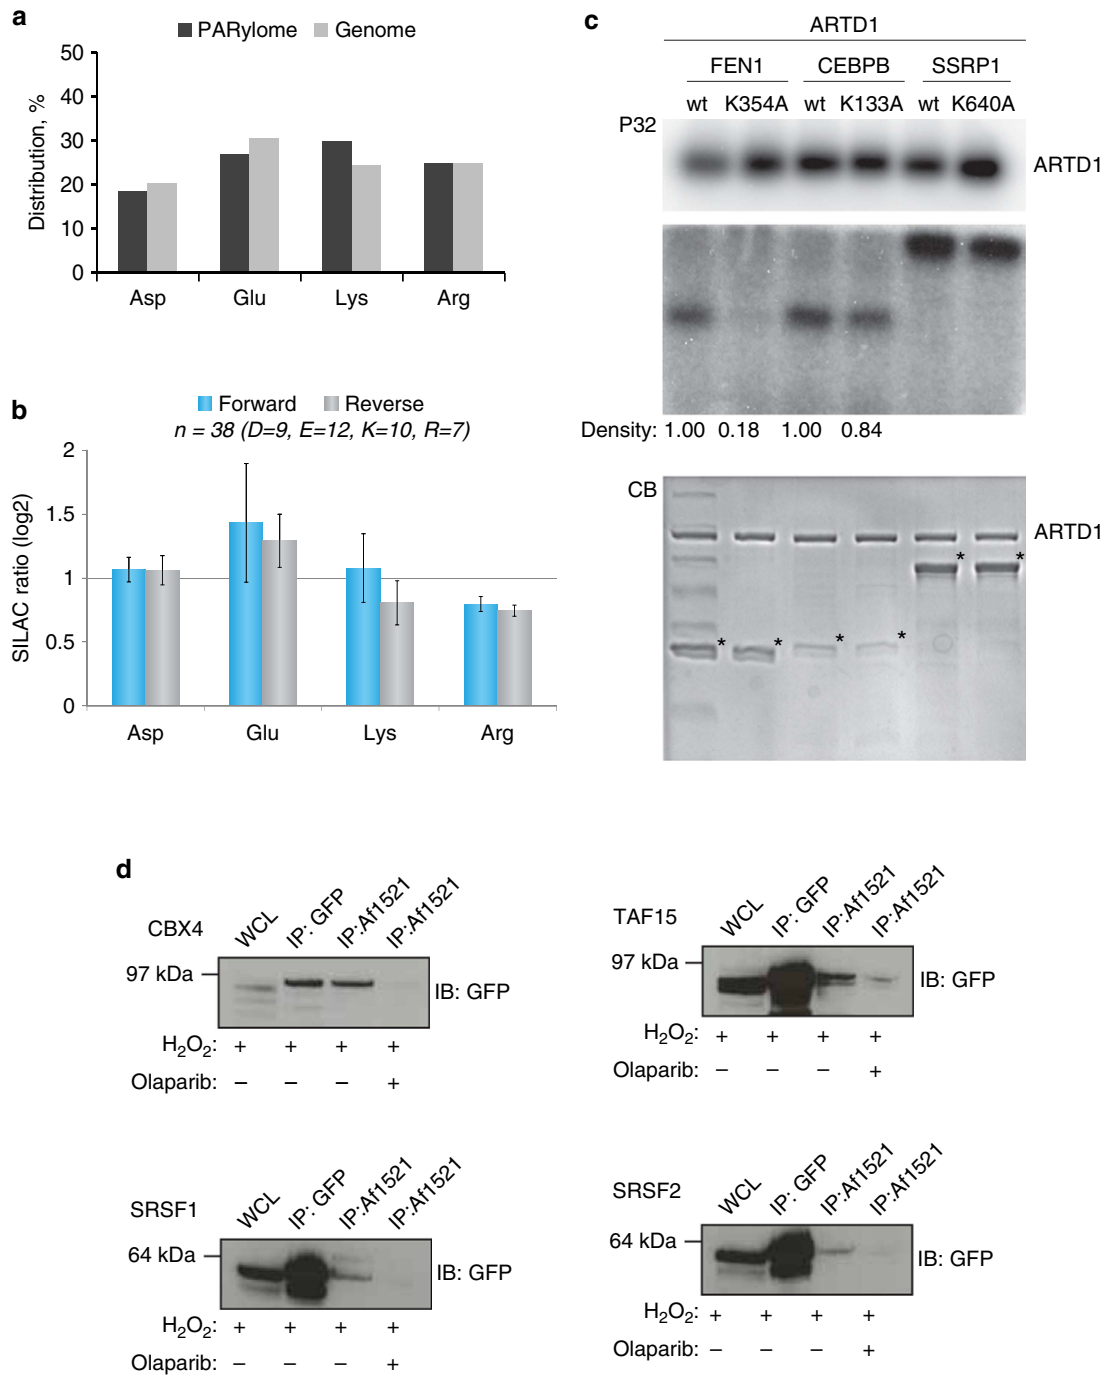 a
PARylome Genome
Distribution, %
50
40
30
20
10
0
Asp Glu Lys Arg
b
Forward Reverse
n = 38 (D=9, E=12, K=10, R=7)
SILAC ratio (log2)
2
1.5
1
0.5
0
Asp Glu Lys Arg
c
ARTD1
FEN1 CEBPB SSRP1
wt K354A wt K133A wt K640A
P32
ARTD1
Density: 1.00 0.18 1.00 0.84
CB
ARTD1
* *
* * * *
d
CBX4
WCL IP: GFP IP:Af1521 IP:Af1521
97 kDa
IB: GFP
H2O2: + + + +
Olaparib: – – – +
TAF15
WCL IP: GFP IP:Af1521 IP:Af1521
97 kDa
IB: GFP
H2O2: + + + +
Olaparib: – – – +
SRSF1
WCL IP: GFP IP:Af1521 IP:Af1521
64 kDa
IB: GFP
H2O2: + + + +
Olaparib: – – – +
SRSF2
WCL IP: GFP IP:Af1521 IP:Af1521
64 kDa
IB: GFP
H2O2: + + + +
Olaparib: – – – +